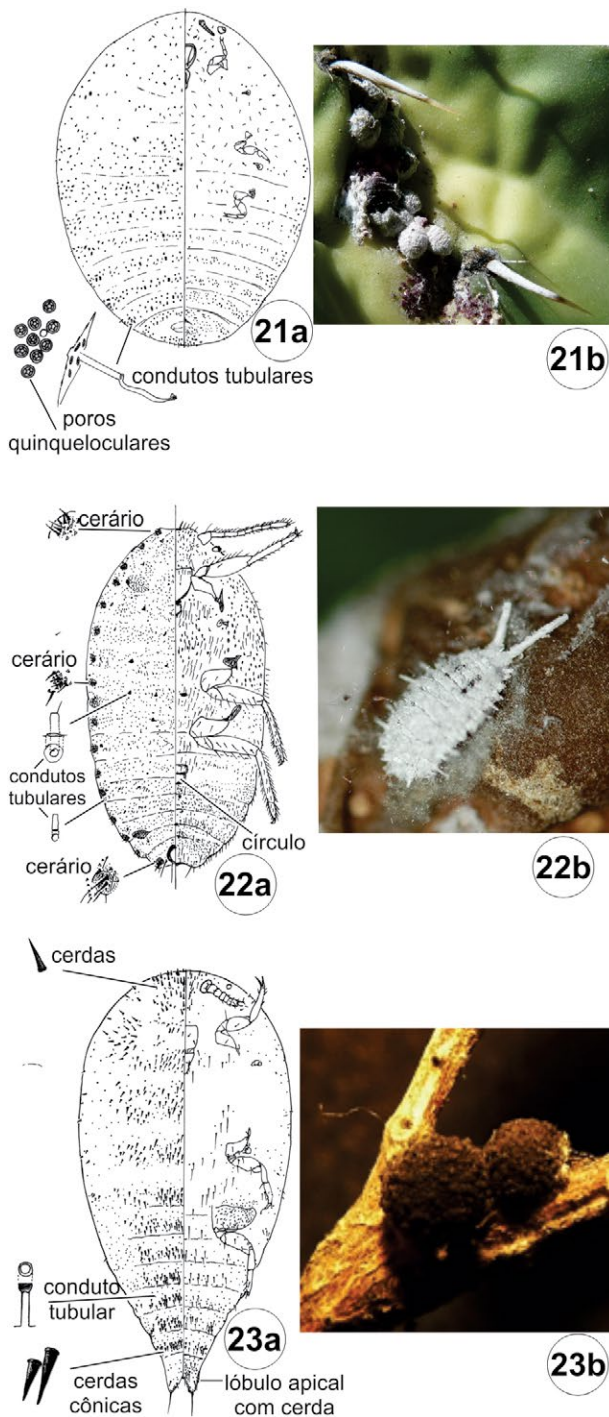 21a
condutos tubulares
poros
quinqueloculares
21b
cerário
cerário
condutos
tubulares
cerário
círculo
22a
22b
cerdas
conduto
tubular
cerdas
cônicas
23a
lóbulo apical
com cerda
23b